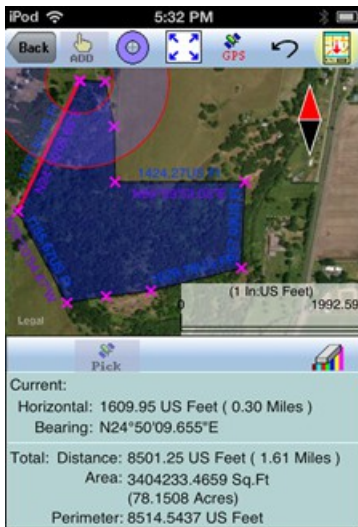 iPod 5:32 PM
Back
ADD
GPS
1424.27US Ft
(1 In:US Feet)
0 1992.59
Legal
Pick
Current:
Horizontal: 1609.95 US Feet ( 0.30 Miles )
Bearing: N24°50'09.655"E
Total: Distance: 8501.25 US Feet ( 1.61 Miles )
Area: 3404233.4659 Sq.Ft
(78.1508 Acres)
Perimeter: 8514.5437 US Feet